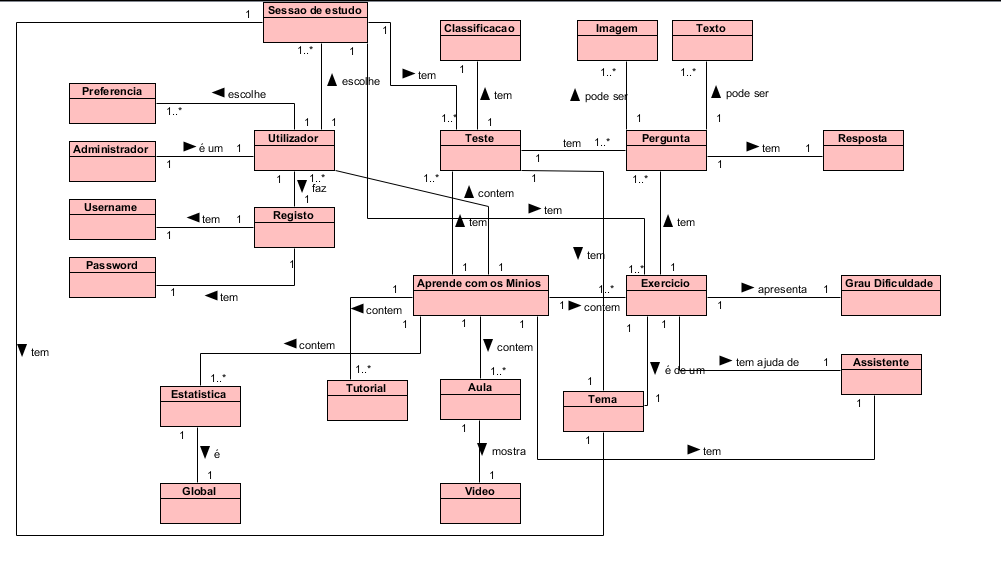 1
Sessao de estudo
1
1..*
1
Classificacao
Imagem
Texto
1
tem
1..*
1..*
escolhe
Preferencia
escolhe
1..*
tem
pode ser
pode ser
1
1
1..*
1
1
1
Utilizador
Teste
Pergunta
Resposta
Administrador
é um
1
tem
1..*
tem
1
1
1
1
1
1..*
1..*
1
1..*
faz
contem
Username
1
Registo
tem
1
tem
tem
tem
1
Password
1
tem
1
1
1
1..*
1
tem
Aprende com os Minios
Exercicio
Grau Dificuldade
1
1..*
apresenta
1
contem
1
contem
1
1
1
1
1
1
contem
contem
tem
tem ajuda de
1
Assistente
1..*
1..*
1..*
é de um
1
Estatistica
Tutorial
Aula
Tema
1
1
1
1
1
é
mostra
tem
1
1
Global
Video